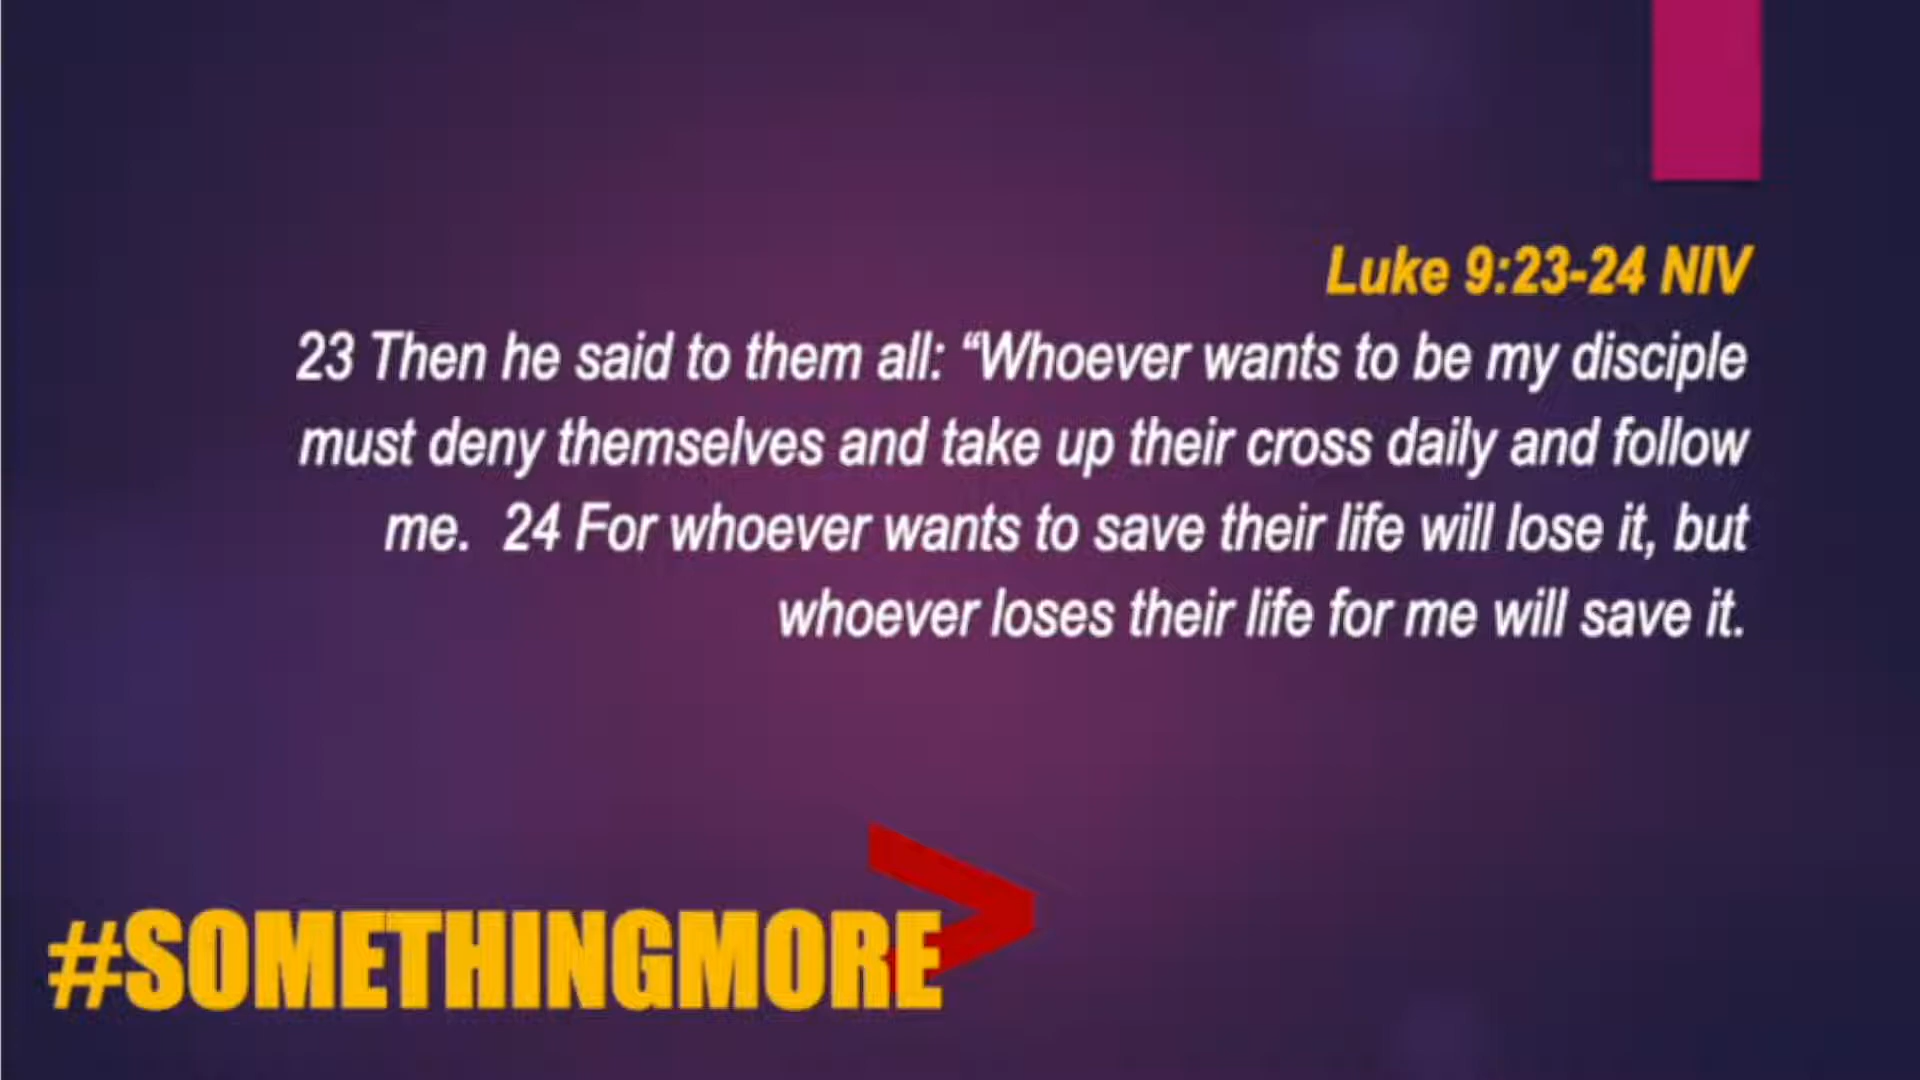 Luke 9:23-24 NIV
23 Then he said to them all: “Whoever wants to be my disciple
must deny themselves and take up their cross daily and follow
me.  24 For whoever wants to save their life will lose it, but
whoever loses their life for me will save it.
>
#SOMETHINGMORE